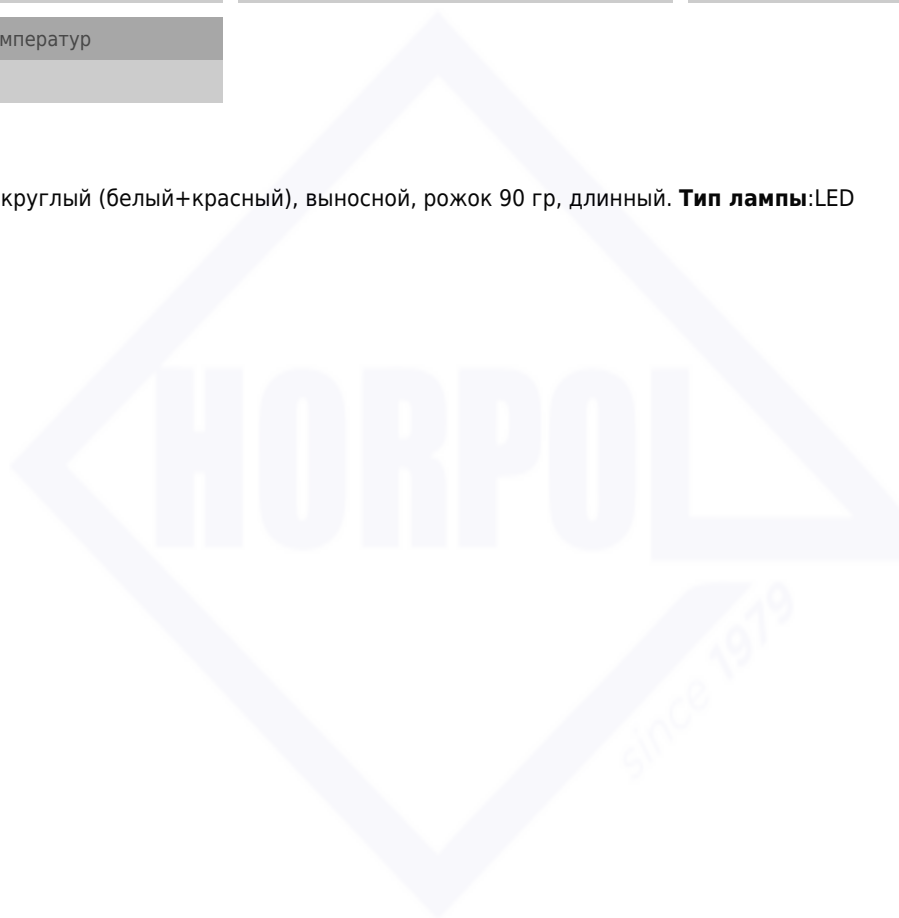 мператур
круглый (белый+красный), выносной, рожок 90 гр, длинный. Тип лампы:LED
HORPOL
since 1979